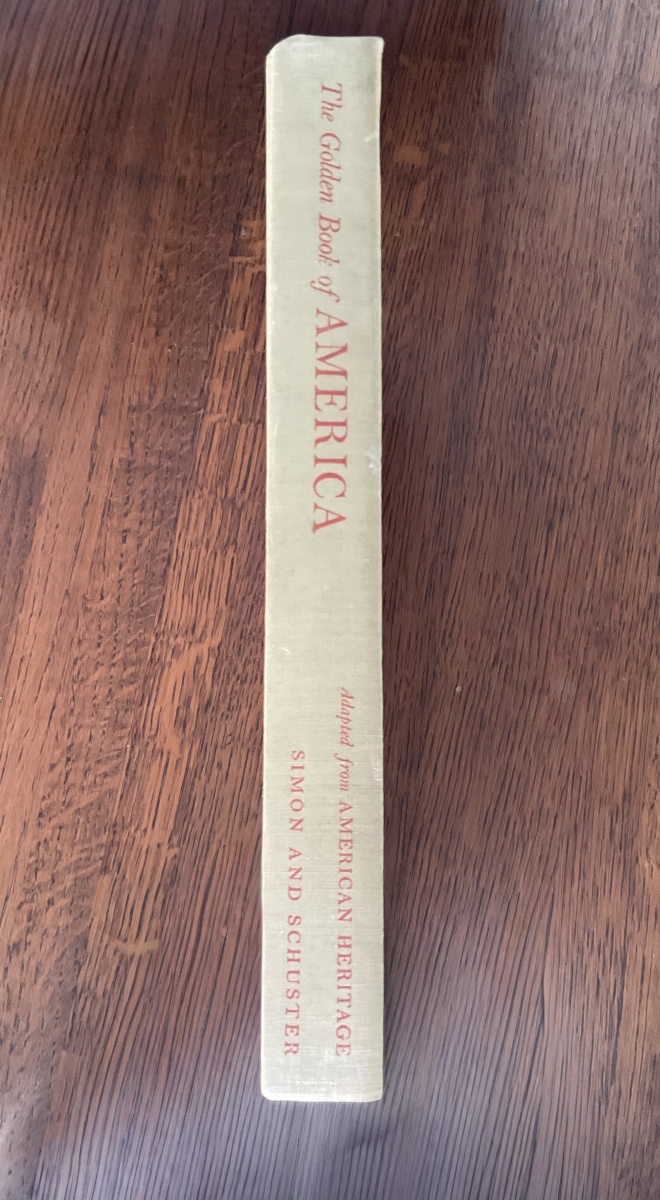 The Golden Book of AMERICA
Adapted from AMERICAN HERITAGE
SIMON AND SCHUSTER